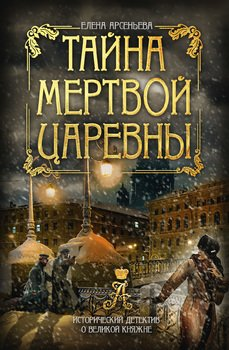 ЕЛЕНА АРСЕНЬЕВА
ТАЙНА
МЕРТВОЙ
ЦАРЕВНЫ
А
ИСТОРИЧЕСКИЙ ДЕТЕКТИВ
О ВЕЛИКОЙ КНЯЖНЕ